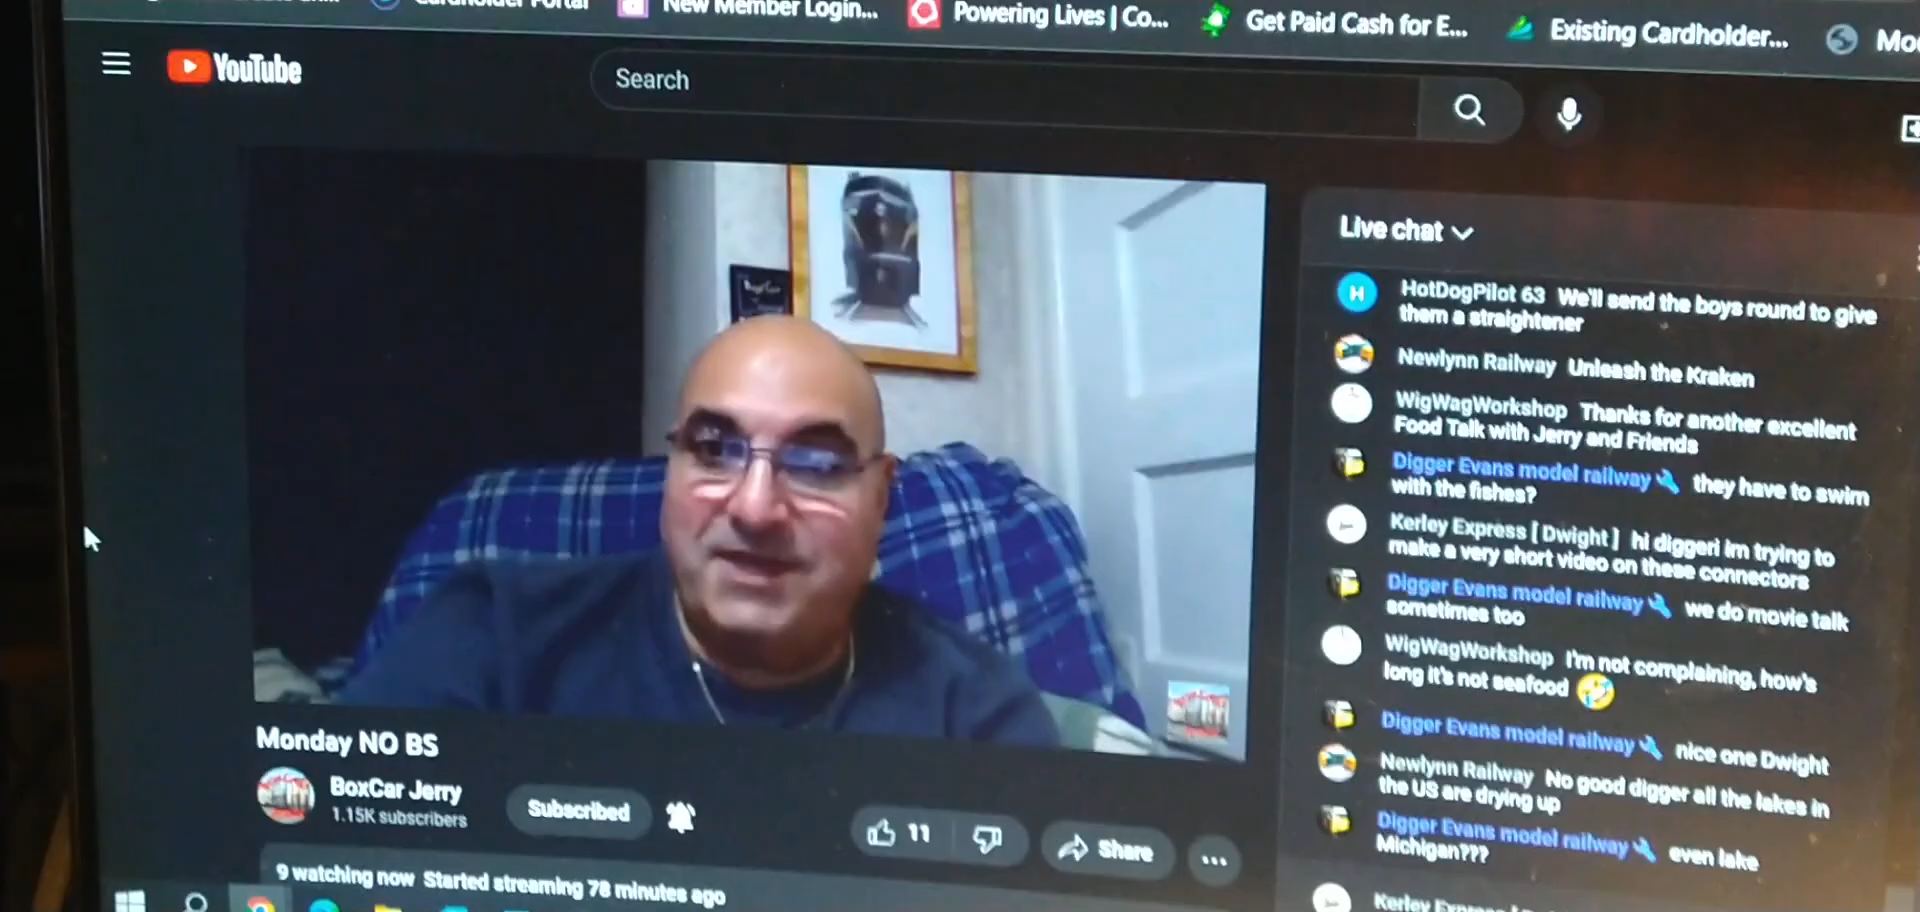 Cardholder Portal
New Member Login...
Powering Lives | Co...
Get Paid Cash for E...
Existing Cardholder...
YouTube
Search
Live chat
H
HotDogPilot 63 We'll send the boys round to give
them a straightener
Newlynn Railway Unleash the Kraken
WigWagWorkshop Thanks for another excellent
Food Talk with Jerry and Friends
Digger Evans model railway they have to swim
with the fishes?
Kerley Express [ Dwight ] hi digger! im trying to
make a very short video on these connectors
Digger Evans model railway we do movie talk
sometimes too
WigWagWorkshop I'm not complaining, how's
long it's not seafood 🤣
Digger Evans model railway nice one Dwight
Newlynn Railway No good digger all the lakes in
the US are drying up
Digger Evans model railway even lake
Michigan???
Kerley Express
Monday NO BS
BoxCar Jerry
1.15K subscribers
Subscribed
11
Share
...
9 watching now Started streaming 78 minutes ago